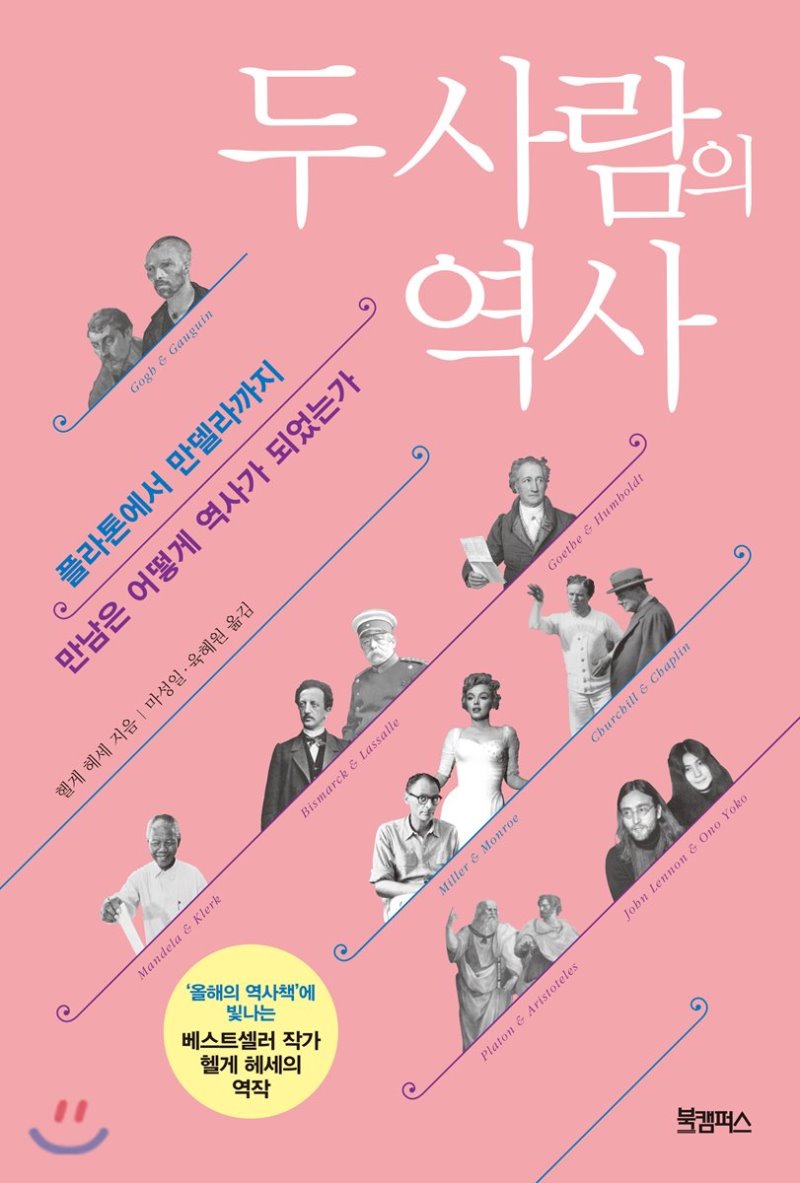 두 사람의
역사
Gogh & Gauguin
플라톤에서 만델라까지
만남은 어떻게 역사가 되었는가
헬게 헤세 지음 | 마성일·육혜원 옮김
Goethe & Humboldt
Churchill & Chaplin
Bismarck & Lassalle
Miller & Monroe
John Lennon & Ono Yoko
Mandela & Klerk
Platon & Aristoteles
'올해의 역사책'에
빛나는
베스트셀러 작가
헬게 헤세의
역작
북캠퍼스